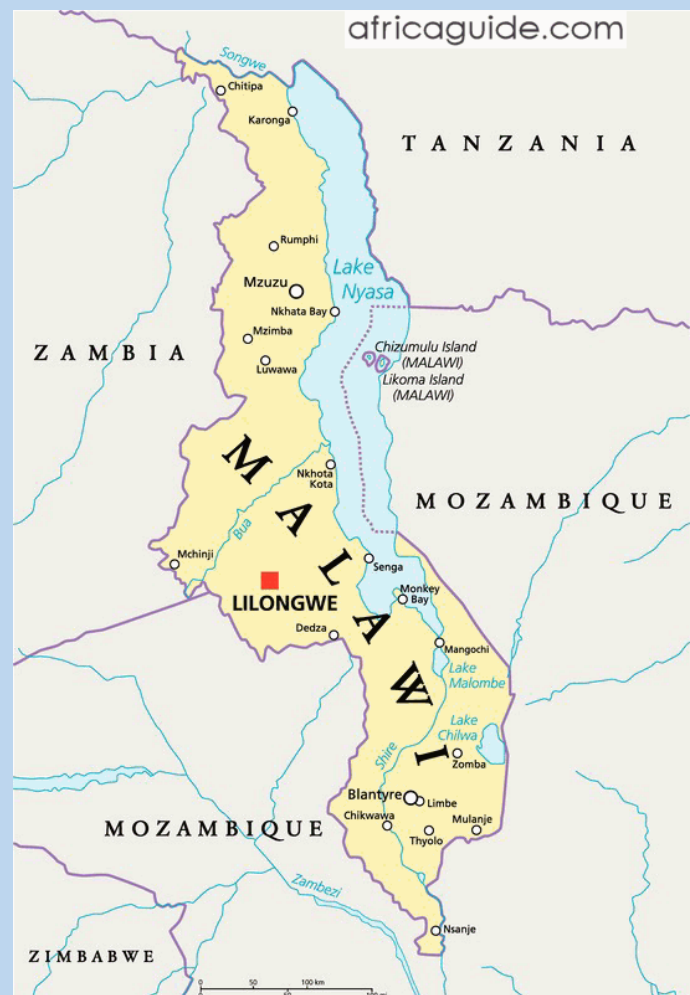 africaguide.com
Songwe
Chitipa
Karonga
TANZANIA
Rumphi
Lake
Nyasa
Mzuzu
Nkhata Bay
Mzimba
ZAMBIA
Chizumulu Island
(MALAWI)
Luwawa
Likoma Island
(MALAWI)
MALAWI
Nkhota
Kota
MOZAMBIQUE
Bua
Mchinji
Senga
LILONGWE
Monkey
Bay
Dedza
Mangochi
Lake
Malombe
Lake
Chilwa
Shire
Zomba
Blantyre
Limbe
Chikwawa
Mulanje
MOZAMBIQUE
Thyolo
Zambezi
Nsanje
ZIMBABWE
0 50 100 km